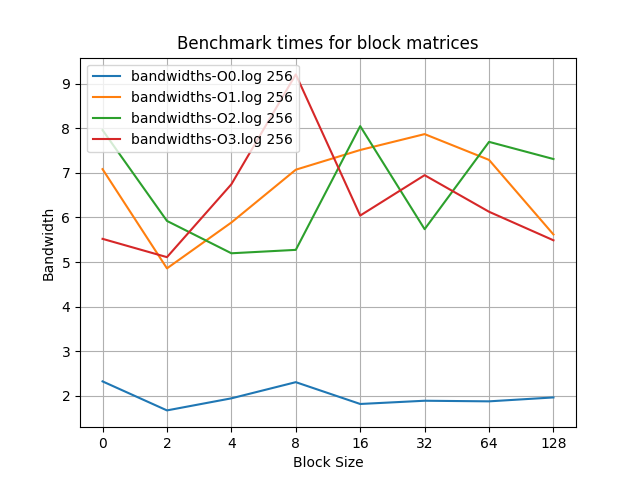 Benchmark times for block matrices
bandwidths-O0.log 256
bandwidths-O1.log 256
bandwidths-O2.log 256
bandwidths-O3.log 256
9
8
7
6
5
4
3
2
Bandwidth
0 2 4 8 16 32 64 128
Block Size